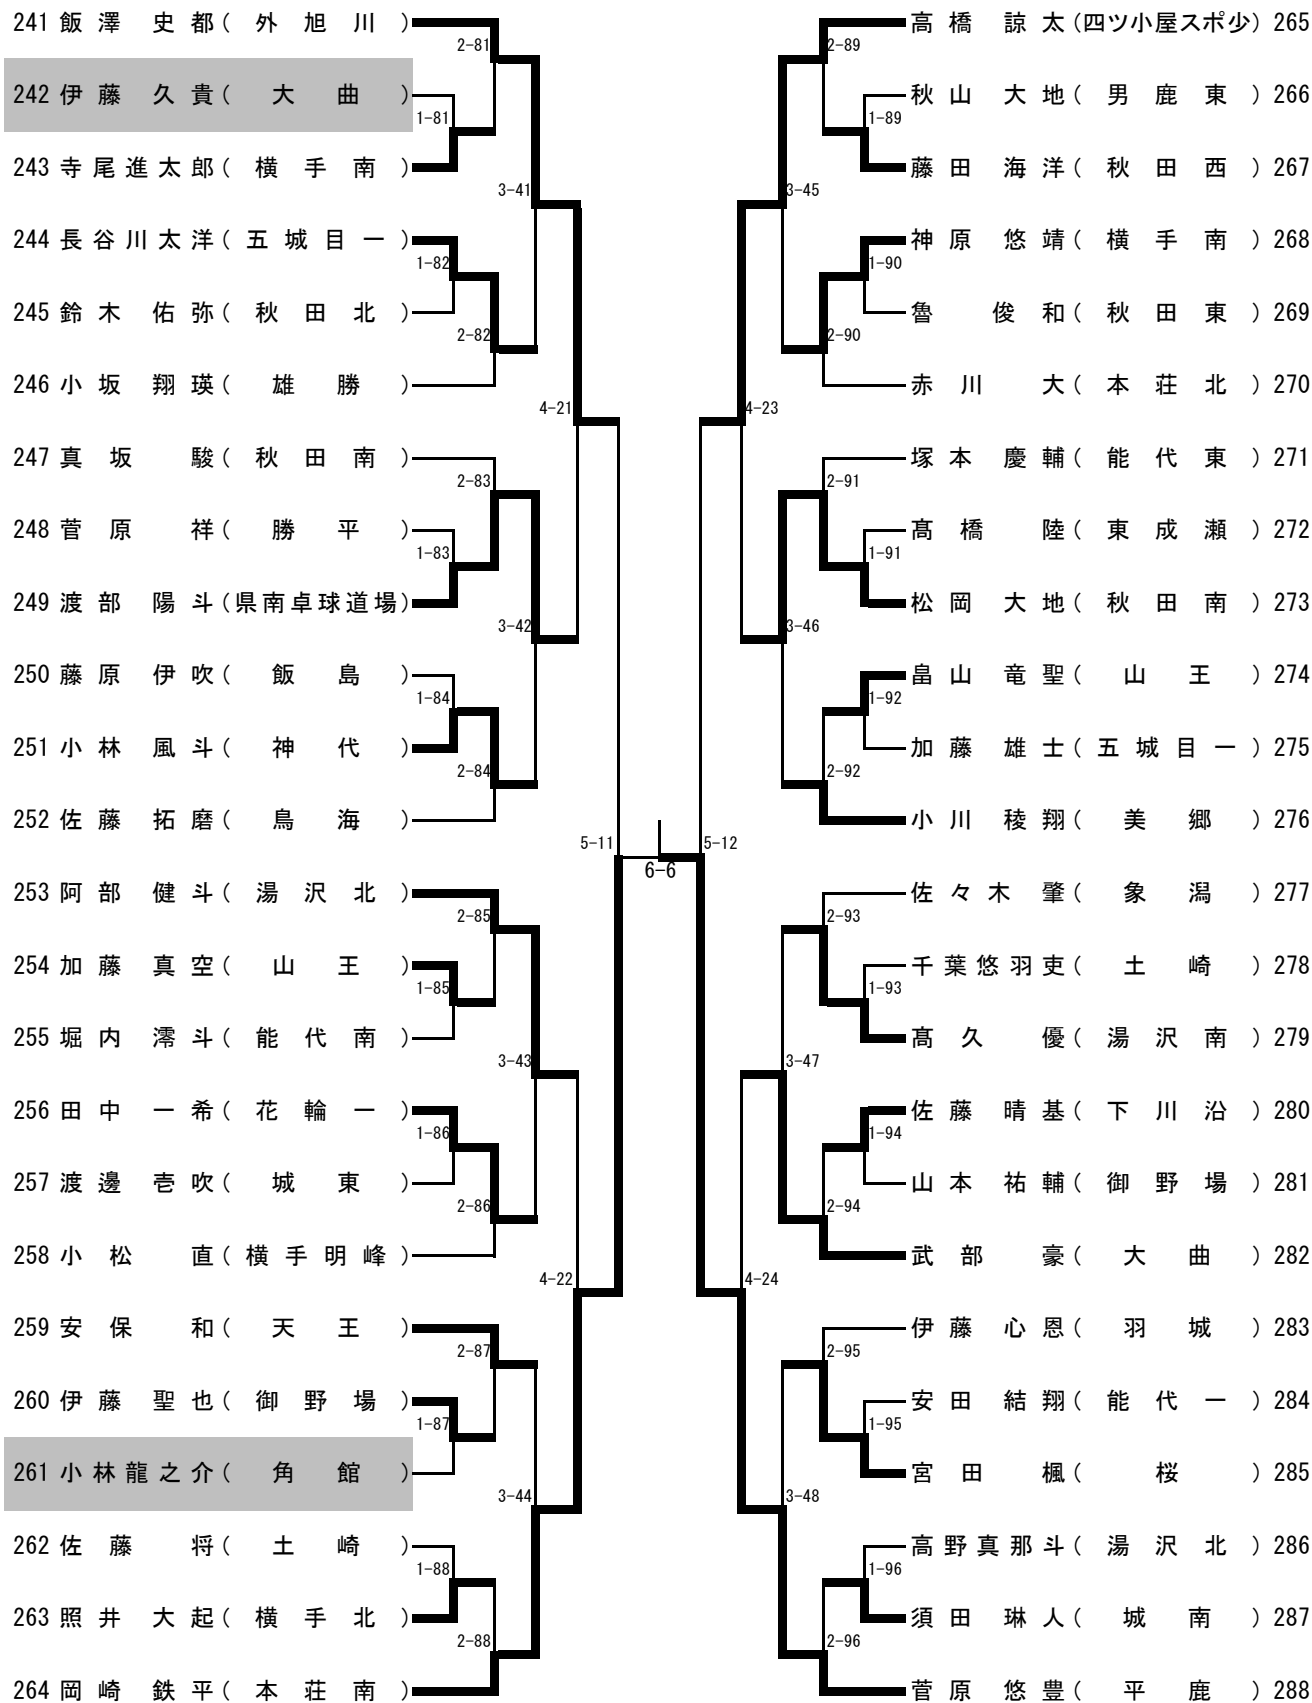 241 飯澤史都(外旭川)
242 伊藤久貴(大曲)
243 寺尾進太郎(横手南)
244 長谷川太洋(五城目一)
245 鈴木佑弥(秋田北)
246 小坂翔瑛(雄勝)
247 真坂駿(秋田南)
248 菅原祥(勝平)
249 渡部陽斗(県南卓球道場)
250 藤原伊吹(飯島)
251 小林風斗(神代)
252 佐藤拓磨(鳥海)
253 阿部健斗(湯沢北)
254 加藤真空(山王)
255 堀内澪斗(能代南)
256 田中一希(花輪一)
257 渡邊壱吹(城東)
258 小松直(横手明峰)
259 安保和(天王)
260 伊藤聖也(御野場)
261 小林龍之介(角館)
262 佐藤将(土崎)
263 照井大起(横手北)
264 岡崎鉄平(本荘南)
1-81
1-82
1-83
1-84
1-85
1-86
1-87
1-88
2-81
2-82
2-83
2-84
2-85
2-86
2-87
2-88
3-41
3-42
3-43
3-44
4-21
4-22
5-11
6-6
5-12
4-23
4-24
3-45
3-46
3-47
3-48
2-89
2-90
2-91
2-92
2-93
2-94
2-95
2-96
1-89
1-90
1-91
1-92
1-93
1-94
1-95
1-96
高橋諒太(四ツ小屋スポ少) 265
秋山大地(男鹿東) 266
藤田海洋(秋田西) 267
神原悠靖(横手南) 268
魯俊和(秋田東) 269
赤川大(本荘北) 270
塚本慶輔(能代東) 271
髙橋陸(東成瀬) 272
松岡大地(秋田南) 273
畠山竜聖(山王) 274
加藤雄士(五城目一) 275
小川稜翔(美郷) 276
佐々木肇(象潟) 277
千葉悠羽吏(土崎) 278
髙久優(湯沢南) 279
佐藤晴基(下川沿) 280
山本祐輔(御野場) 281
武部豪(大曲) 282
伊藤心恩(羽城) 283
安田結翔(能代一) 284
宮田楓(桜) 285
高野真那斗(湯沢北) 286
須田琳人(城南) 287
菅原悠豊(平鹿) 288